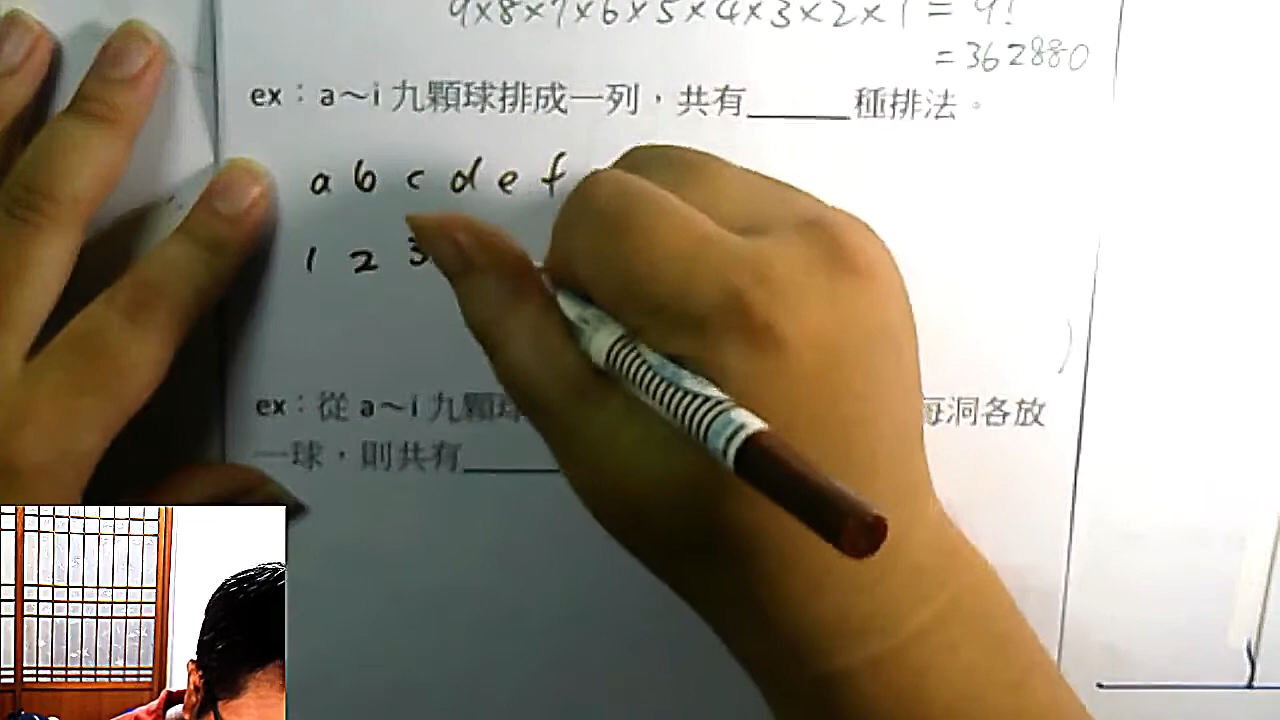 9×8×7×6×5×4×3×2×1 = 9!
= 362880
ex：a～i 九顆球排成一列，共有_____種排法。
a b c d e f
1 2 3
ex：從 a～i 九顆球 每洞各放
一球，則共有_____